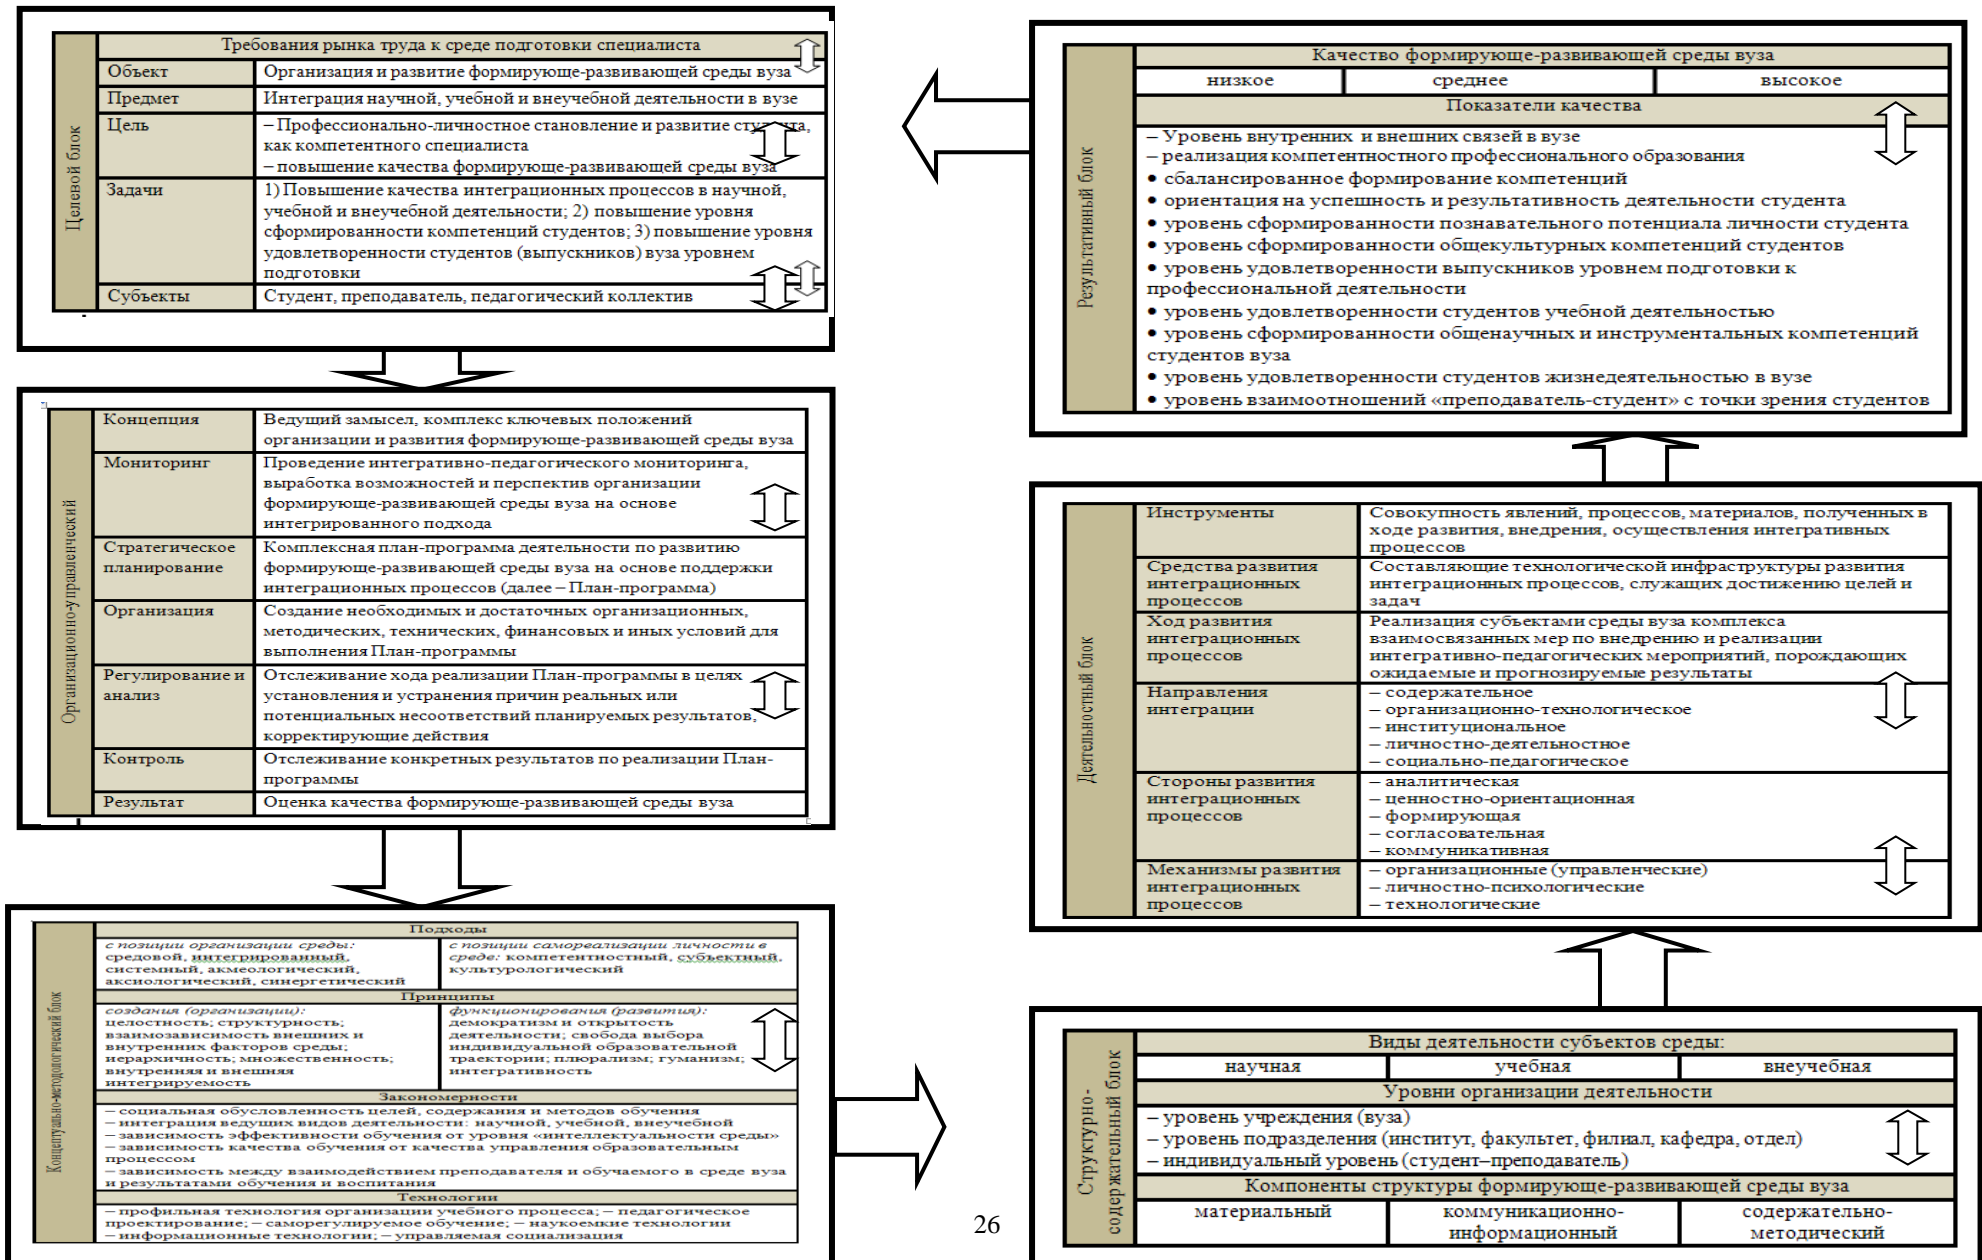 Целевой блок
Требования рынка труда к среде подготовки специалиста
Объект
Организация и развитие формирующе-развивающей среды вуза
Предмет
Интеграция научной, учебной и внеучебной деятельности в вузе
Цель
– Профессионально-личностное становление и развитие студента,
как компетентного специалиста
– повышение качества формирующе-развивающей среды вуза
Задачи
1) Повышение качества интеграционных процессов в научной,
учебной и внеучебной деятельности; 2) повышение уровня
сформированности компетенций студентов; 3) повышение уровня
удовлетворенности студентов (выпускников) вуза уровнем
подготовки
Субъекты
Студент, преподаватель, педагогический коллектив
Организационно-управленческий
Концепция
Ведущий замысел, комплекс ключевых положений
организации и развития формирующе-развивающей среды вуза
Мониторинг
Проведение интегративно-педагогического мониторинга,
выработка возможностей и перспектив организации
формирующе-развивающей среды вуза на основе
интегрированного подхода
Стратегическое
планирование
Комплексная план-программа деятельности по развитию
формирующе-развивающей среды вуза на основе поддержки
интеграционных процессов (далее – План-программа)
Организация
Создание необходимых и достаточных организационных,
методических, технических, финансовых и иных условий для
выполнения План-программы
Регулирование и
анализ
Отслеживание хода реализации План-программы в целях
установления и устранения причин реальных или
потенциальных несоответствий планируемых результатов,
корректирующие действия
Контроль
Отслеживание конкретных результатов по реализации План-
программы
Результат
Оценка качества формирующе-развивающей среды вуза
Концептуально-методологический блок
Подходы
с позиции организации среды:
средовой, интегрированный,
системный, акмеологический,
аксиологический, синергетический
с позиции самореализации личности в
среде: компетентностный, субъектный,
культурологический
Принципы
создания (организации):
целостность; структурность;
взаимозависимость внешних и
внутренних факторов среды;
иерархичность; множественность;
внутренняя и внешняя
интегрируемость
функционирования (развития):
демократизм и открытость
деятельности; свобода выбора
индивидуальной образовательной
траектории; плюрализм; гуманизм;
интегративность
Закономерности
– социальная обусловленность целей, содержания и методов обучения
– интеграция ведущих видов деятельности: научной, учебной, внеучебной
– зависимость эффективности обучения от уровня «интеллектуальности среды»
– зависимость качества обучения от качества управления образовательным
процессом
– зависимость между взаимодействием преподавателя и обучаемого в среде вуза
и результатами обучения и воспитания
Технологии
– профильная технология организации учебного процесса; – педагогическое
проектирование; – саморегулируемое обучение; – наукоемкие технологии
– информационные технологии; – управляемая социализация
Результативный блок
Качество формирующе-развивающей среды вуза
низкое
среднее
высокое
Показатели качества
– Уровень внутренних и внешних связей в вузе
– реализация компетентностного профессионального образования
• сбалансированное формирование компетенций
• ориентация на успешность и результативность деятельности студента
• уровень сформированности познавательного потенциала личности студента
• уровень сформированности общекультурных компетенций студентов
• уровень удовлетворенности выпускников уровнем подготовки к
профессиональной деятельности
• уровень удовлетворенности студентов учебной деятельностью
• уровень сформированности общенаучных и инструментальных компетенций
студентов вуза
• уровень удовлетворенности студентов жизнедеятельностью в вузе
• уровень взаимоотношений «преподаватель-студент» с точки зрения студентов
Деятельностный блок
Инструменты
Совокупность явлений, процессов, материалов, полученных в
ходе развития, внедрения, осуществления интегративных
процессов
Средства развития
интеграционных
процессов
Составляющие технологической инфраструктуры развития
интеграционных процессов, служащих достижению целей и
задач
Ход развития
интеграционных
процессов
Реализация субъектами среды вуза комплекса
взаимосвязанных мер по внедрению и реализации
интегративно-педагогических мероприятий, порождающих
ожидаемые и прогнозируемые результаты
Направления
интеграции
– содержательное
– организационно-технологическое
– институциональное
– личностно-деятельностное
– социально-педагогическое
Стороны развития
интеграционных
процессов
– аналитическая
– ценностно-ориентационная
– формирующая
– согласовательная
– коммуникативная
Механизмы развития
интеграционных
процессов
– организационные (управленческие)
– личностно-психологические
– технологические
Структурно-
содержательный блок
Виды деятельности субъектов среды:
научная
учебная
внеучебная
Уровни организации деятельности
– уровень учреждения (вуза)
– уровень подразделения (институт, факультет, филиал, кафедра, отдел)
– индивидуальный уровень (студент–преподаватель)
Компоненты структуры формирующе-развивающей среды вуза
материальный
коммуникационно-
информационный
содержательно-
методический
26